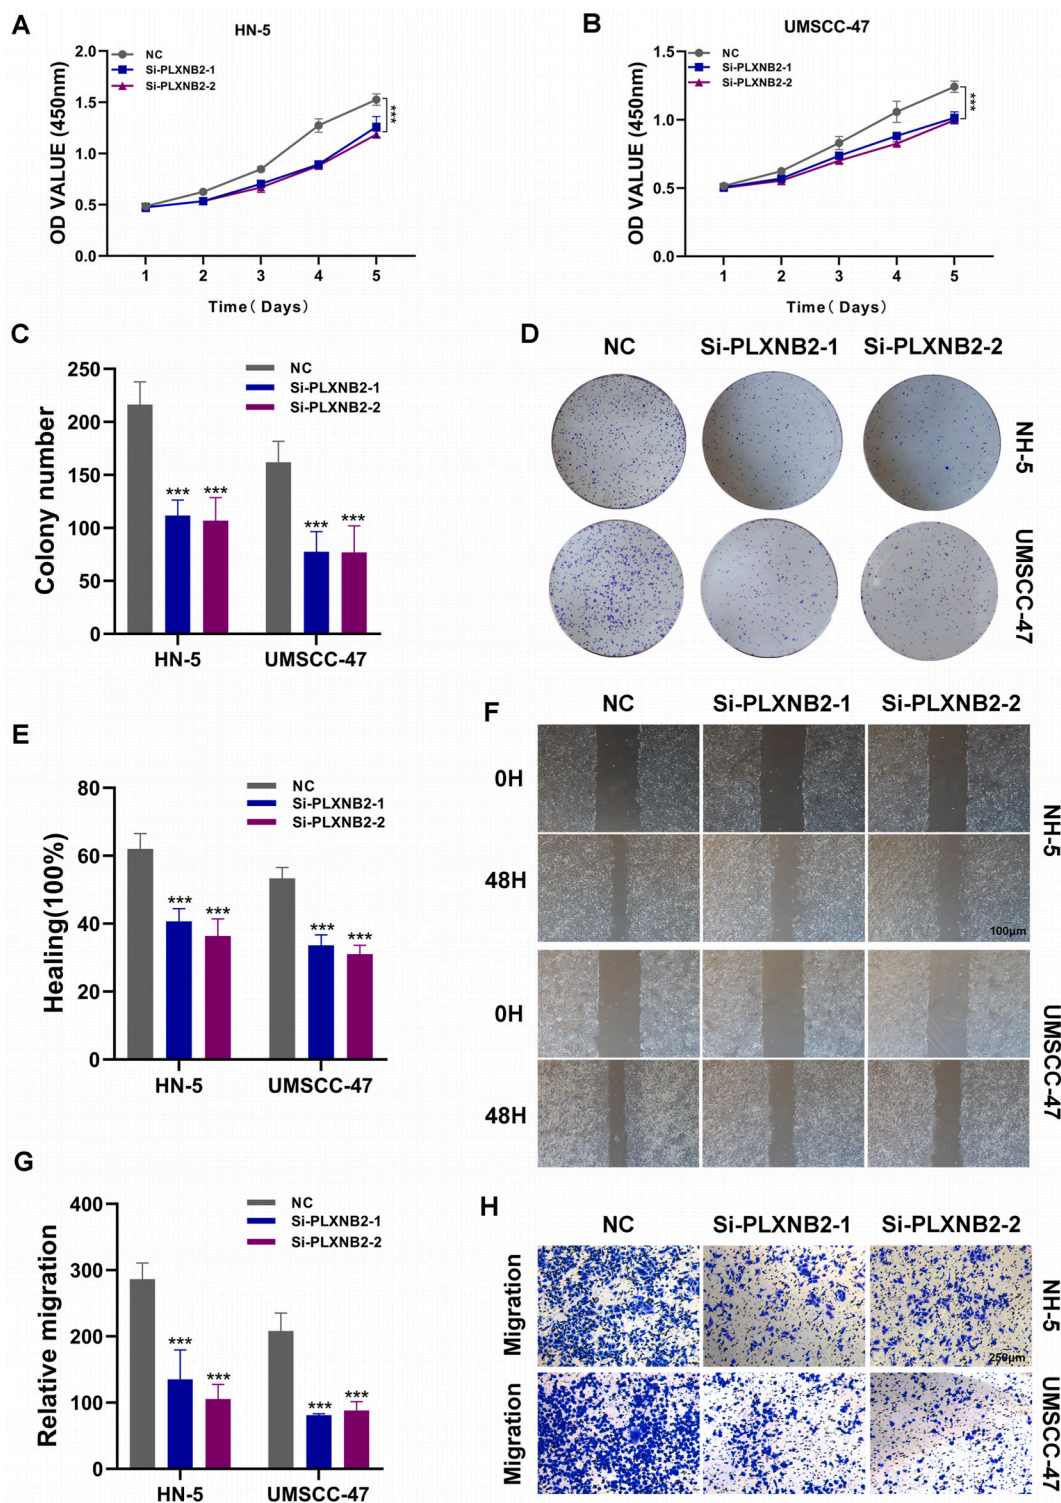 A
HN-5
NC
Si-PLXNB2-1
Si-PLXNB2-2
OD VALUE (450nm)
2.0
1.5
1.0
0.5
0.0
***
1 2 3 4 5
Time( Days)
B
UMSCC-47
NC
Si-PLXNB2-1
Si-PLXNB2-2
OD VALUE (450nm)
1.5
1.0
0.5
0.0
***
1 2 3 4 5
Time( Days)
C
NC
Si-PLXNB2-1
Si-PLXNB2-2
Colony number
250
200
150
100
50
0
*** ***
*** ***
HN-5 UMSCC-47
D
NC Si-PLXNB2-1 Si-PLXNB2-2
NH-5
UMSCC-47
E
NC
Si-PLXNB2-1
Si-PLXNB2-2
Healing(100%)
80
60
40
20
0
*** ***
*** ***
HN-5 UMSCC-47
F
NC Si-PLXNB2-1 Si-PLXNB2-2
0H
48H
100μm
NH-5
0H
48H
UMSCC-47
G
NC
Si-PLXNB2-1
Si-PLXNB2-2
Relative migration
400
300
200
100
0
*** ***
*** ***
HN-5 UMSCC-47
H
NC Si-PLXNB2-1 Si-PLXNB2-2
Migration
250μm
NH-5
Migration
UMSCC-47